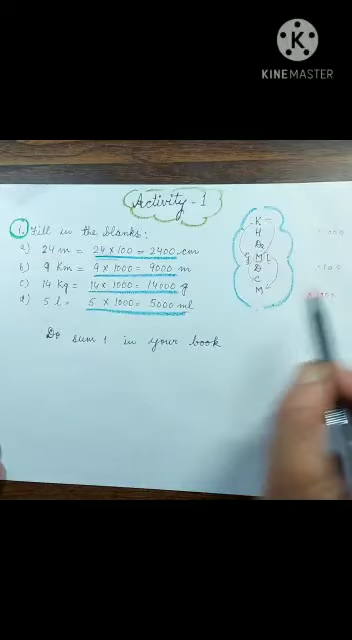 K
KINEMASTER
Activity - 1
1. Fill in the blanks:
a) 24 m = 24 × 100 = 2400 cm
b) 9 Km = 9 × 1000 = 9000 m
c) 14 Kg = 14 × 1000 = 14000 g
d) 5 l = 5 × 1000 = 5000 ml
Do sum 1 in your book
K
H
Da
g M l
D
C
M